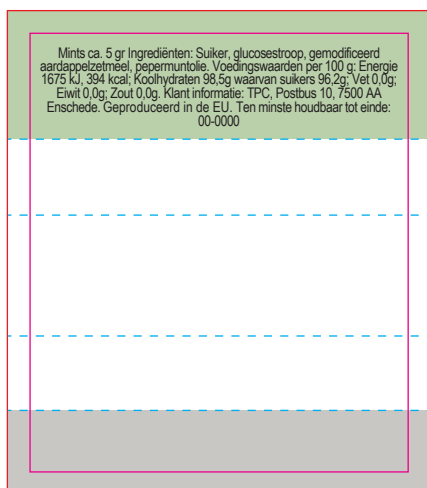 Mints ca. 5 gr Ingrediënten: Suiker, glucosestroop, gemodificeerd
aardappelzetmeel, pepermuntolie. Voedingswaarden per 100 g: Energie
1675 kJ, 394 kcal; Koolhydraten 98,5g waarvan suikers 96,2g; Vet 0,0g;
Eiwit 0,0g; Zout 0,0g. Klant informatie: TPC, Postbus 10, 7500 AA
Enschede. Geproduceerd in de EU. Ten minste houdbaar tot einde:
00-0000